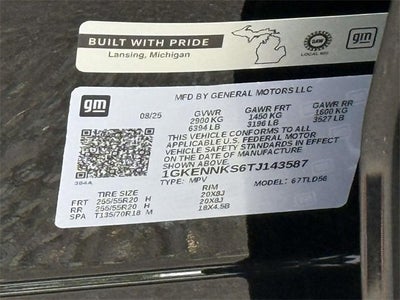 BUILT WITH PRIDE
Lansing, Michigan
UAW
LOCAL 602
gm
gm
MFD BY GENERAL MOTORS LLC
08/25 GVWR GAWR FRT GAWR RR
2900 KG 1450 KG 1600 KG
6394 LB 3196 LB 3527 LB
THIS VEHICLE CONFORMS TO ALL
APPLICABLE U.S. FEDERAL MOTOR
VEHICLE SAFETY STANDARDS IN EFFECT
ON THE DATE OF MANUFACTURE
SHOWN ABOVE.
1GKENNKS6TJ143587
TYPE: MPV MODEL: 67TLD56
384A
TIRE SIZE RIM
FRT 255/55R20 H 20X8J
RR 255/55R20 H 20X8J
SPA T135/70R18 M 18X4.5B